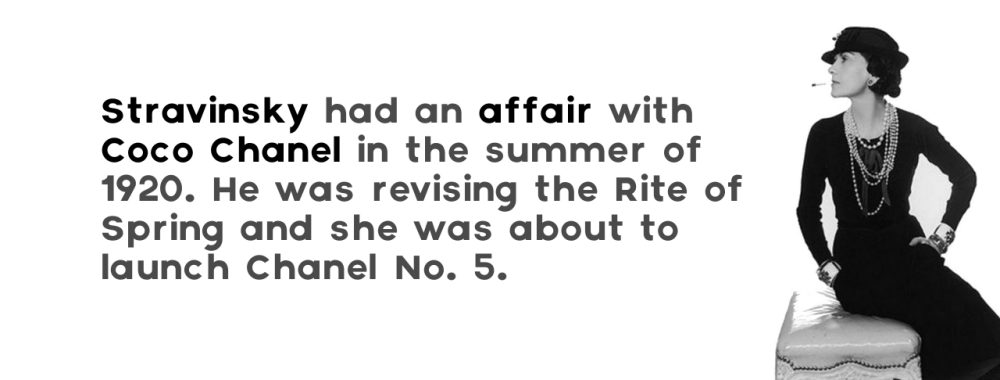 Stravinsky had an affair with
Coco Chanel in the summer of
1920. He was revising the Rite of
Spring and she was about to
launch Chanel No. 5.